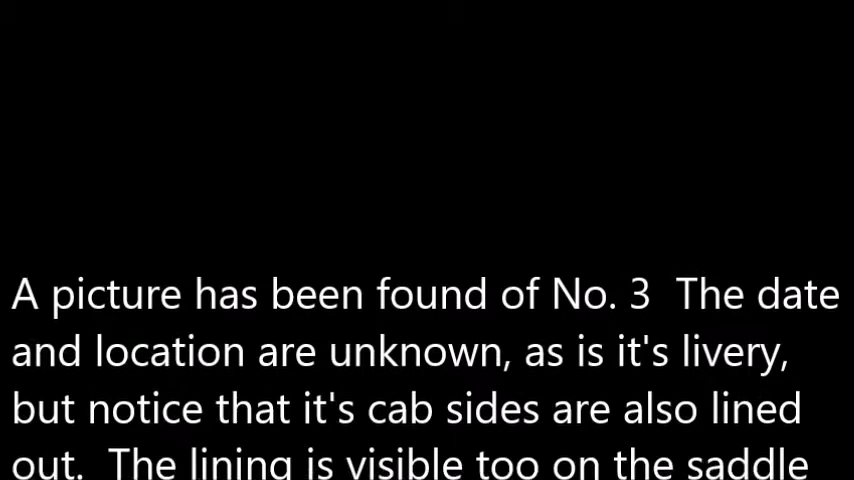 A picture has been found of No. 3  The date
and location are unknown, as is it's livery,
but notice that it's cab sides are also lined
out.  The lining is visible too on the saddle